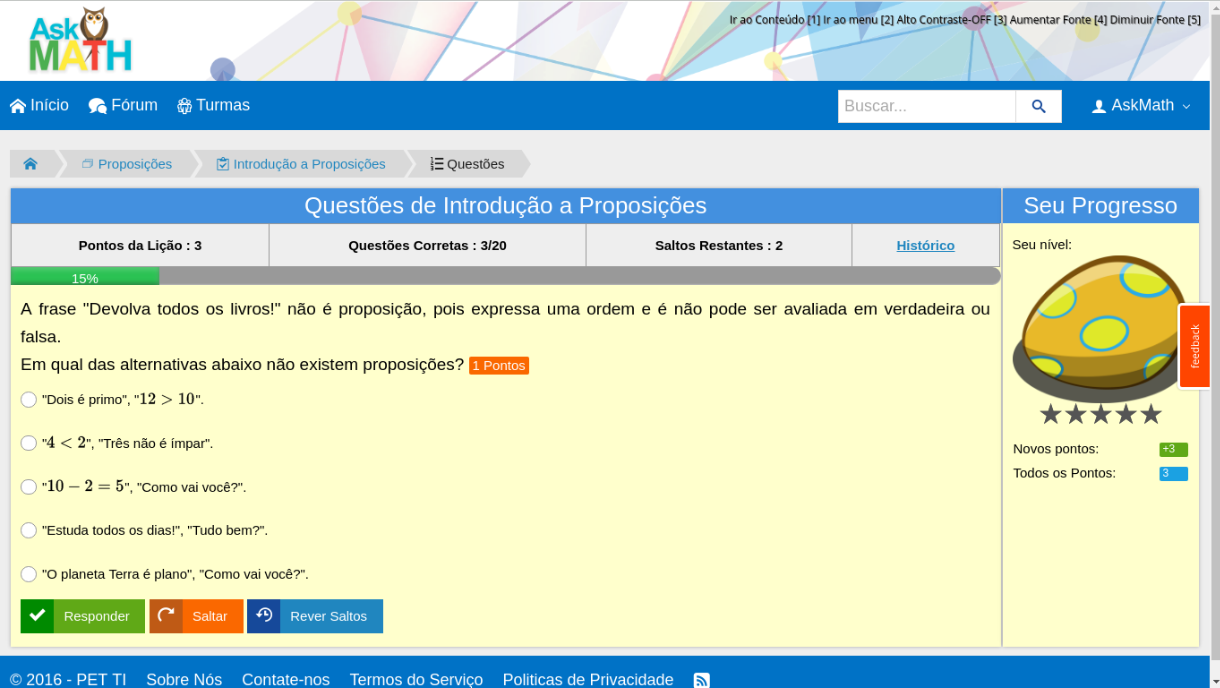 Ask
MATH
Ir ao Conteúdo [1] Ir ao menu [2] Alto Contraste-OFF [3] Aumentar Fonte [4] Diminuir Fonte [5]
Início Fórum Turmas Buscar... AskMath
Proposições Introdução a Proposições Questões
Questões de Introdução a Proposições
Pontos da Lição : 3 Questões Corretas : 3/20 Saltos Restantes : 2 Histórico
15%
A frase "Devolva todos os livros!" não é proposição, pois expressa uma ordem e é não pode ser avaliada em verdadeira ou
falsa.
Em qual das alternativas abaixo não existem proposições? 1 Pontos
"Dois é primo", "12 > 10".
"4 < 2", "Três não é ímpar".
"10 − 2 = 5", "Como vai você?".
"Estuda todos os dias!", "Tudo bem?".
"O planeta Terra é plano", "Como vai você?".
Responder Saltar Rever Saltos
Seu Progresso
Seu nível:
Novos pontos: +3
Todos os Pontos: 3
feedback
© 2016 - PET TI Sobre Nós Contate-nos Termos do Serviço Politicas de Privacidade